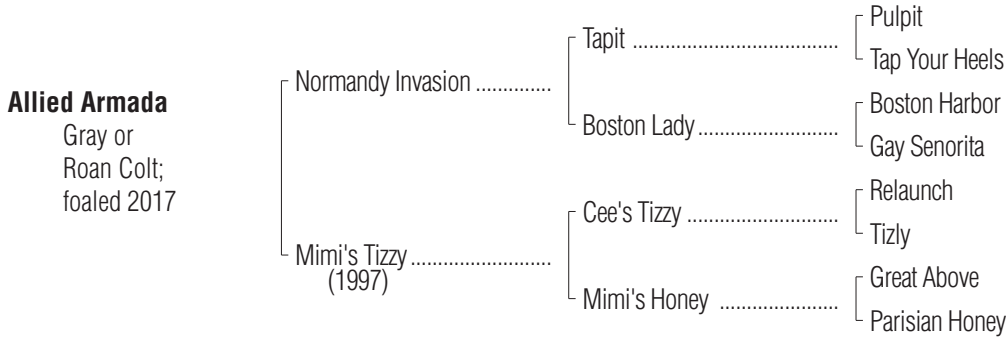 Allied Armada
Gray or
Roan Colt;
foaled 2017
Normandy Invasion ..............
Mimi's Tizzy ..........................
(1997)
Tapit ......................................
Boston Lady ..........................
Cee's Tizzy ............................
Mimi's Honey ......................
Pulpit
Tap Your Heels
Boston Harbor
Gay Senorita
Relaunch
Tizly
Great Above
Parisian Honey